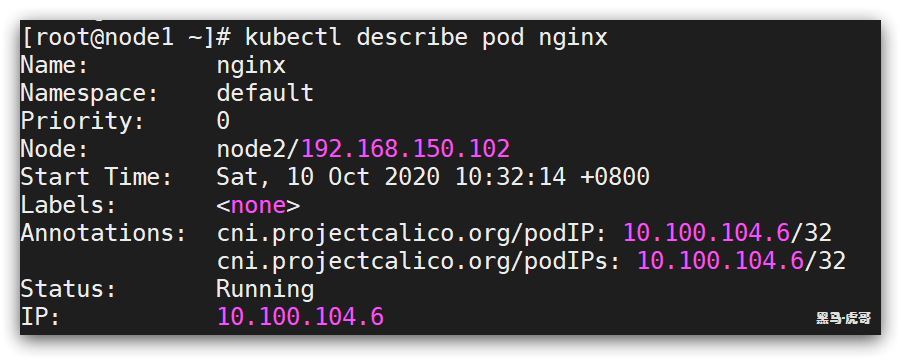 [root@node1 ~]# kubectl describe pod nginx
Name:         nginx
Namespace:    default
Priority:     0
Node:         node2/192.168.150.102
Start Time:   Sat, 10 Oct 2020 10:32:14 +0800
Labels:       <none>
Annotations:  cni.projectcalico.org/podIP: 10.100.104.6/32
              cni.projectcalico.org/podIPs: 10.100.104.6/32
Status:       Running
IP:           10.100.104.6
黑马·虎哥